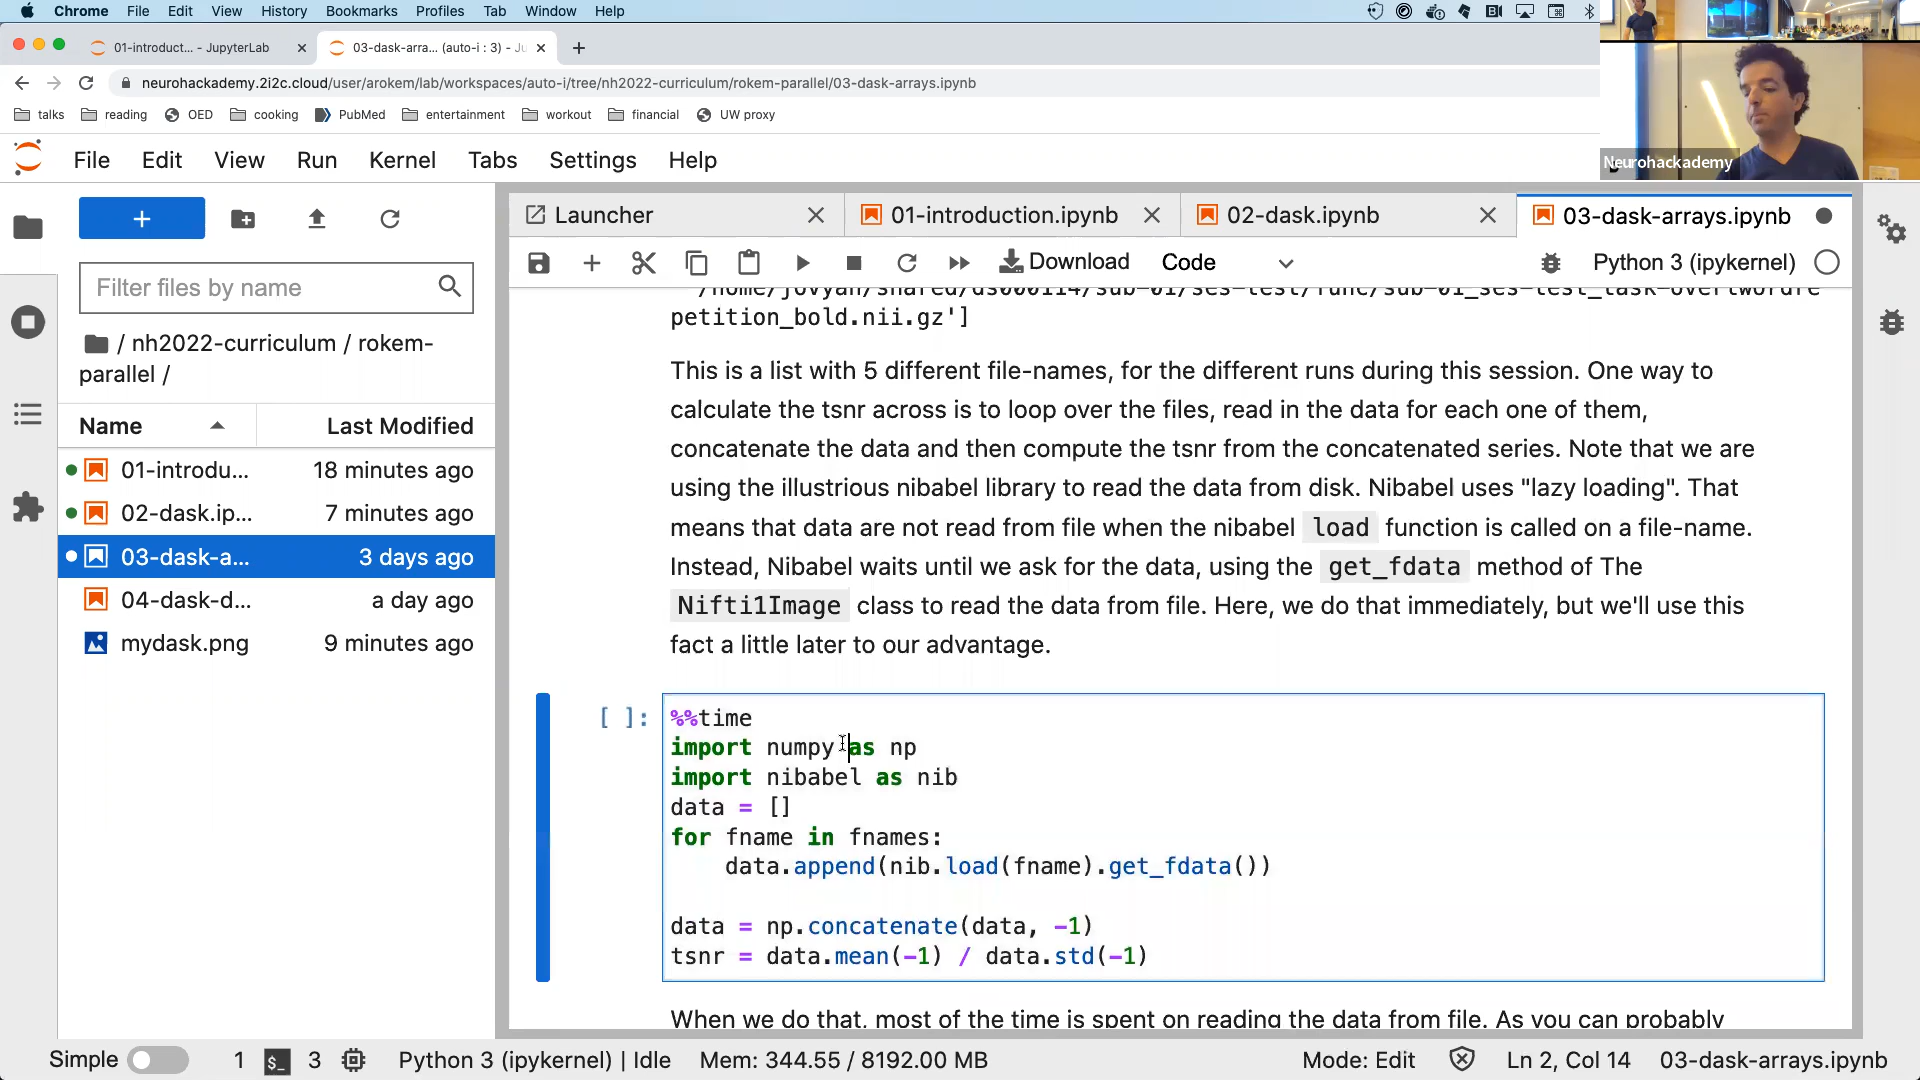 Chrome File Edit View History Bookmarks Profiles Tab Window Help
01-introduct... - JupyterLab
03-dask-arra... (auto-i : 3) - Ju
neurohackademy.2i2c.cloud/user/arokem/lab/workspaces/auto-i/tree/nh2022-curriculum/rokem-parallel/03-dask-arrays.ipynb
talks reading OED cooking PubMed entertainment workout financial UW proxy
Neurohackademy
File Edit View Run Kernel Tabs Settings Help
Launcher 01-introduction.ipynb 02-dask.ipynb 03-dask-arrays.ipynb
Download Code Python 3 (ipykernel)
Filter files by name
/ nh2022-curriculum / rokem-
parallel /
Name Last Modified
01-introdu... 18 minutes ago
02-dask.ip... 7 minutes ago
03-dask-a... 3 days ago
04-dask-d... a day ago
mydask.png 9 minutes ago
/home/jovyan/shared/ds000114/sub-01/ses-test/func/sub-01_ses-test_task-overtwordre
petition_bold.nii.gz']
This is a list with 5 different file-names, for the different runs during this session. One way to
calculate the tsnr across is to loop over the files, read in the data for each one of them,
concatenate the data and then compute the tsnr from the concatenated series. Note that we are
using the illustrious nibabel library to read the data from disk. Nibabel uses "lazy loading". That
means that data are not read from file when the nibabel load function is called on a file-name.
Instead, Nibabel waits until we ask for the data, using the get_fdata method of The
Nifti1Image class to read the data from file. Here, we do that immediately, but we'll use this
fact a little later to our advantage.
[ ]: %%time
import numpy as np
import nibabel as nib
data = []
for fname in fnames:
    data.append(nib.load(fname).get_fdata())
data = np.concatenate(data, -1)
tsnr = data.mean(-1) / data.std(-1)
When we do that, most of the time is spent on reading the data from file. As you can probably
Simple 1 $_ 3 Python 3 (ipykernel) | Idle Mem: 344.55 / 8192.00 MB Mode: Edit Ln 2, Col 14 03-dask-arrays.ipynb